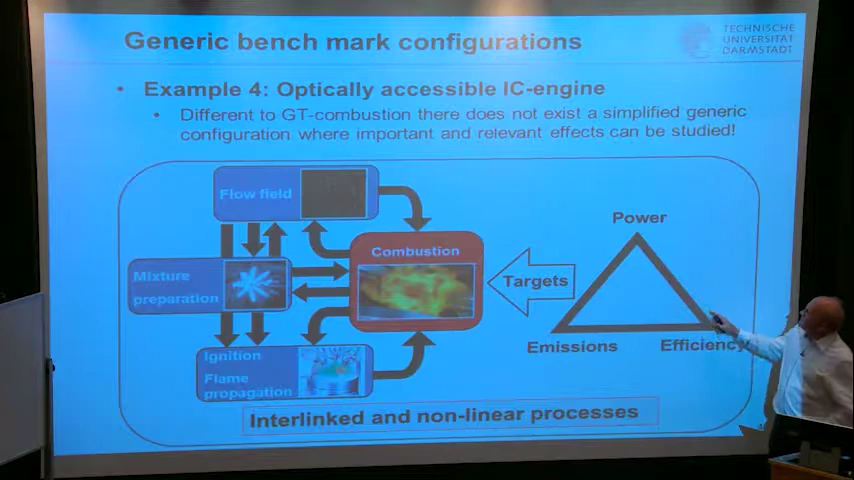 Generic bench mark configurations
TECHNISCHE
UNIVERSITÄT
DARMSTADT
• Example 4: Optically accessible IC-engine
• Different to GT-combustion there does not exist a simplified generic
configuration where important and relevant effects can be studied!
Flow field
Power
Combustion
Mixture
preparation
Targets
Emissions
Efficiency
Ignition
Flame
propagation
Interlinked and non-linear processes